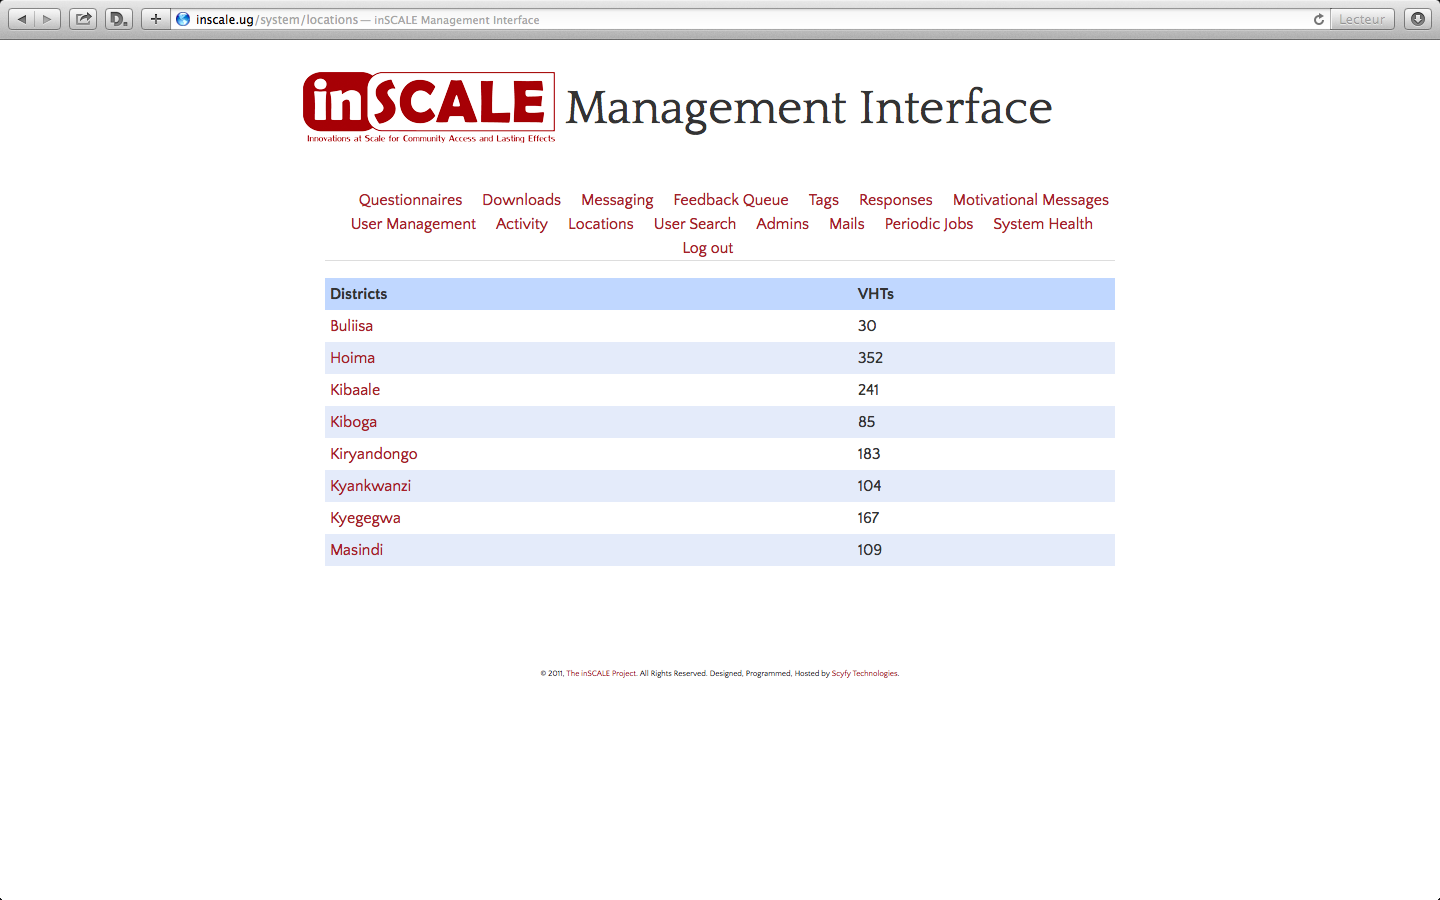 inscale.ug/system/locations — inSCALE Management Interface
Lecteur
inSCALE Management Interface
Innovations at Scale for Community Access and Lasting Effects
Questionnaires Downloads Messaging Feedback Queue Tags Responses Motivational Messages
User Management Activity Locations User Search Admins Mails Periodic Jobs System Health
Log out
Districts VHTs
Buliisa 30
Hoima 352
Kibaale 241
Kiboga 85
Kiryandongo 183
Kyankwanzi 104
Kyegegwa 167
Masindi 109
© 2011, The inSCALE Project. All Rights Reserved. Designed, Programmed, Hosted by Scyfy Technologies.